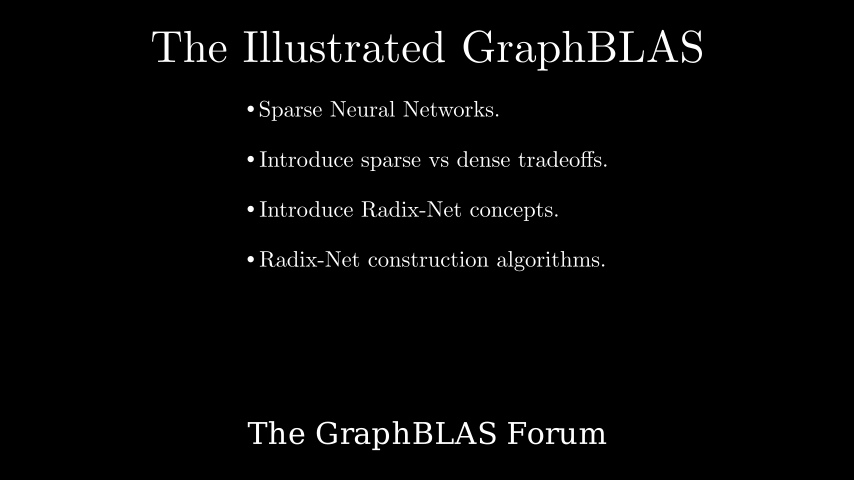 The Illustrated GraphBLAS
• Sparse Neural Networks.
• Introduce sparse vs dense tradeoffs.
• Introduce Radix-Net concepts.
• Radix-Net construction algorithms.
The GraphBLAS Forum